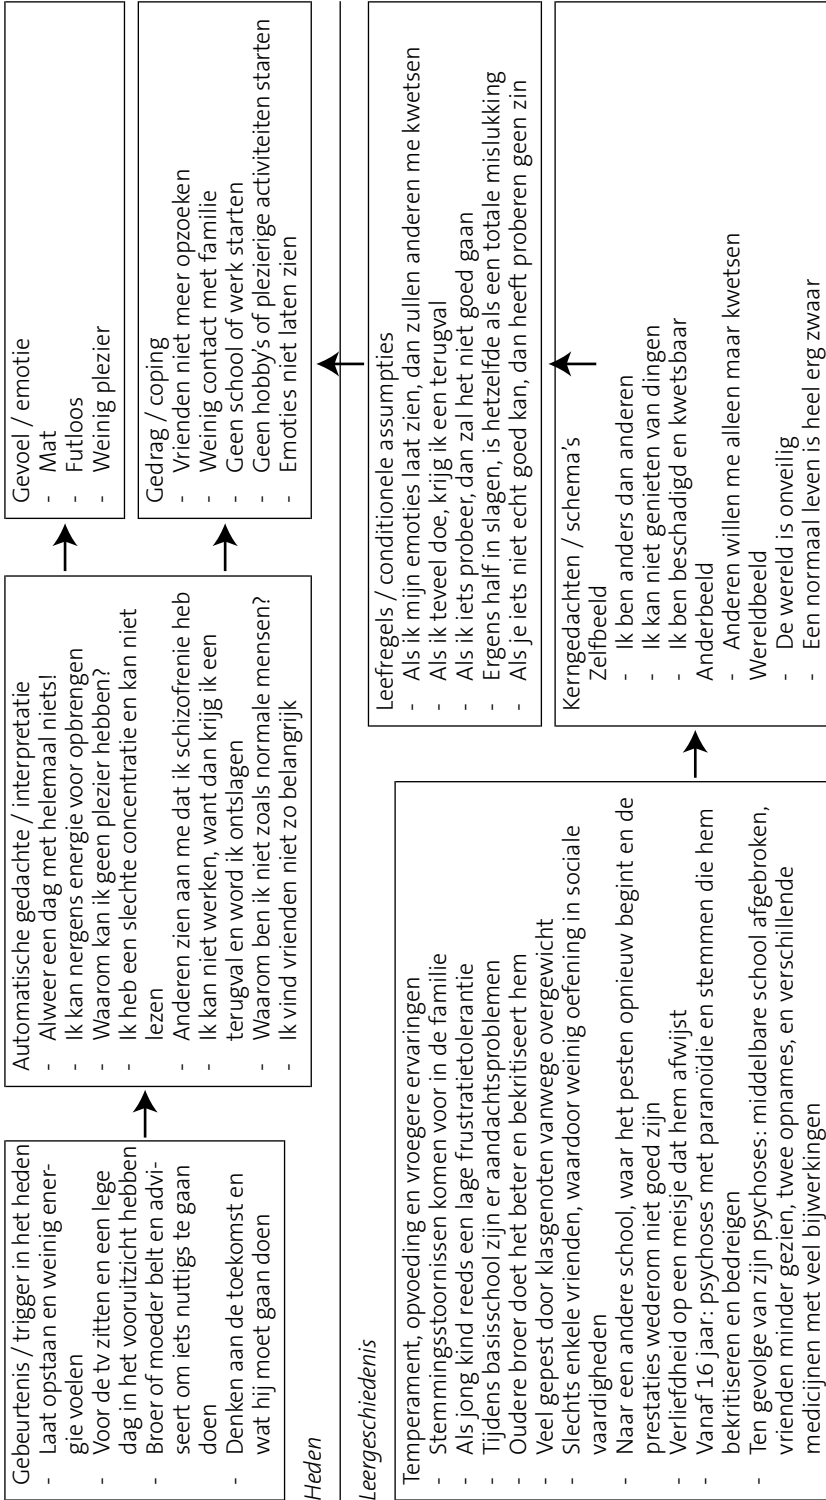 Gebeurtenis / trigger in het heden
- Laat opstaan en weinig ener-
gie voelen
- Voor de tv zitten en een lege
dag in het vooruitzicht hebben
- Broer of moeder belt en advi-
seert om iets nuttigs te gaan
doen
- Denken aan de toekomst en
wat hij moet gaan doen
Automatische gedachte / interpretatie
- Alweer een dag met helemaal niets!
- Ik kan nergens energie voor opbrengen
- Waarom kan ik geen plezier hebben?
- Ik heb een slechte concentratie en kan niet
lezen
- Anderen zien aan me dat ik schizofrenie heb
- Ik kan niet werken, want dan krijg ik een
terugval en word ik ontslagen
- Waarom ben ik niet zoals normale mensen?
- Ik vind vrienden niet zo belangrijk
Gevoel / emotie
- Mat
- Futloos
- Weinig plezier
Gedrag / coping
- Vrienden niet meer opzoeken
- Weinig contact met familie
- Geen school of werk starten
- Geen hobby's of plezierige activiteiten starten
- Emoties niet laten zien
Heden
Leergeschiedenis
Temperament, opvoeding en vroegere ervaringen
- Stemmingsstoornissen komen voor in de familie
- Als jong kind reeds een lage frustratietolerantie
- Tijdens basisschool zijn er aandachtsproblemen
- Oudere broer doet het beter en bekritiseert hem
- Veel gepest door klasgenoten vanwege overgewicht
- Slechts enkele vrienden, waardoor weinig oefening in sociale
vaardigheden
- Naar een andere school, waar het pesten opnieuw begint en de
prestaties wederom niet goed zijn
- Verliefdheid op een meisje dat hem afwijst
- Vanaf 16 jaar: psychoses met paranoïdie en stemmen die hem
bekritiseren en bedreigen
- Ten gevolge van zijn psychoses: middelbare school afgebroken,
vrienden minder gezien, twee opnames, en verschillende
medicijnen met veel bijwerkingen
Leefregels / conditionele assumpties
- Als ik mijn emoties laat zien, dan zullen anderen me kwetsen
- Als ik teveel doe, krijg ik een terugval
- Als ik iets probeer, dan zal het niet goed gaan
- Ergens half in slagen, is hetzelfde als een totale mislukking
- Als je iets niet echt goed kan, dan heeft proberen geen zin
Kerngedachten / schema's
Zelfbeeld
- Ik ben anders dan anderen
- Ik kan niet genieten van dingen
- Ik ben beschadigd en kwetsbaar
Anderbeeld
- Anderen willen me alleen maar kwetsen
Wereldbeeld
- De wereld is onveilig
- Een normaal leven is heel erg zwaar